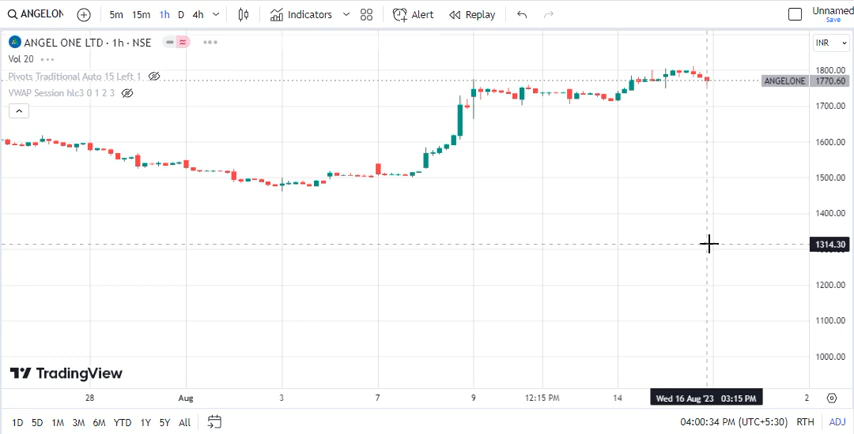 ANGELON 5m 15m 1h D 4h Indicators Alert Replay Unnamed
Save
ANGEL ONE LTD · 1h · NSE INR
Vol 20
Pivots Traditional Auto 15 Left 1
VWAP Session hlc3 0 1 2 3
1800.00
ANGELONE 1770.60
1700.00
1600.00
1500.00
1400.00
1314.30
1200.00
1100.00
1000.00
TradingView
28 Aug 3 7 9 12:15 PM 14 Wed 16 Aug '23 03:15 PM 2
1D 5D 1M 3M 6M YTD 1Y 5Y All 04:00:34 PM (UTC+5:30) RTH ADJ